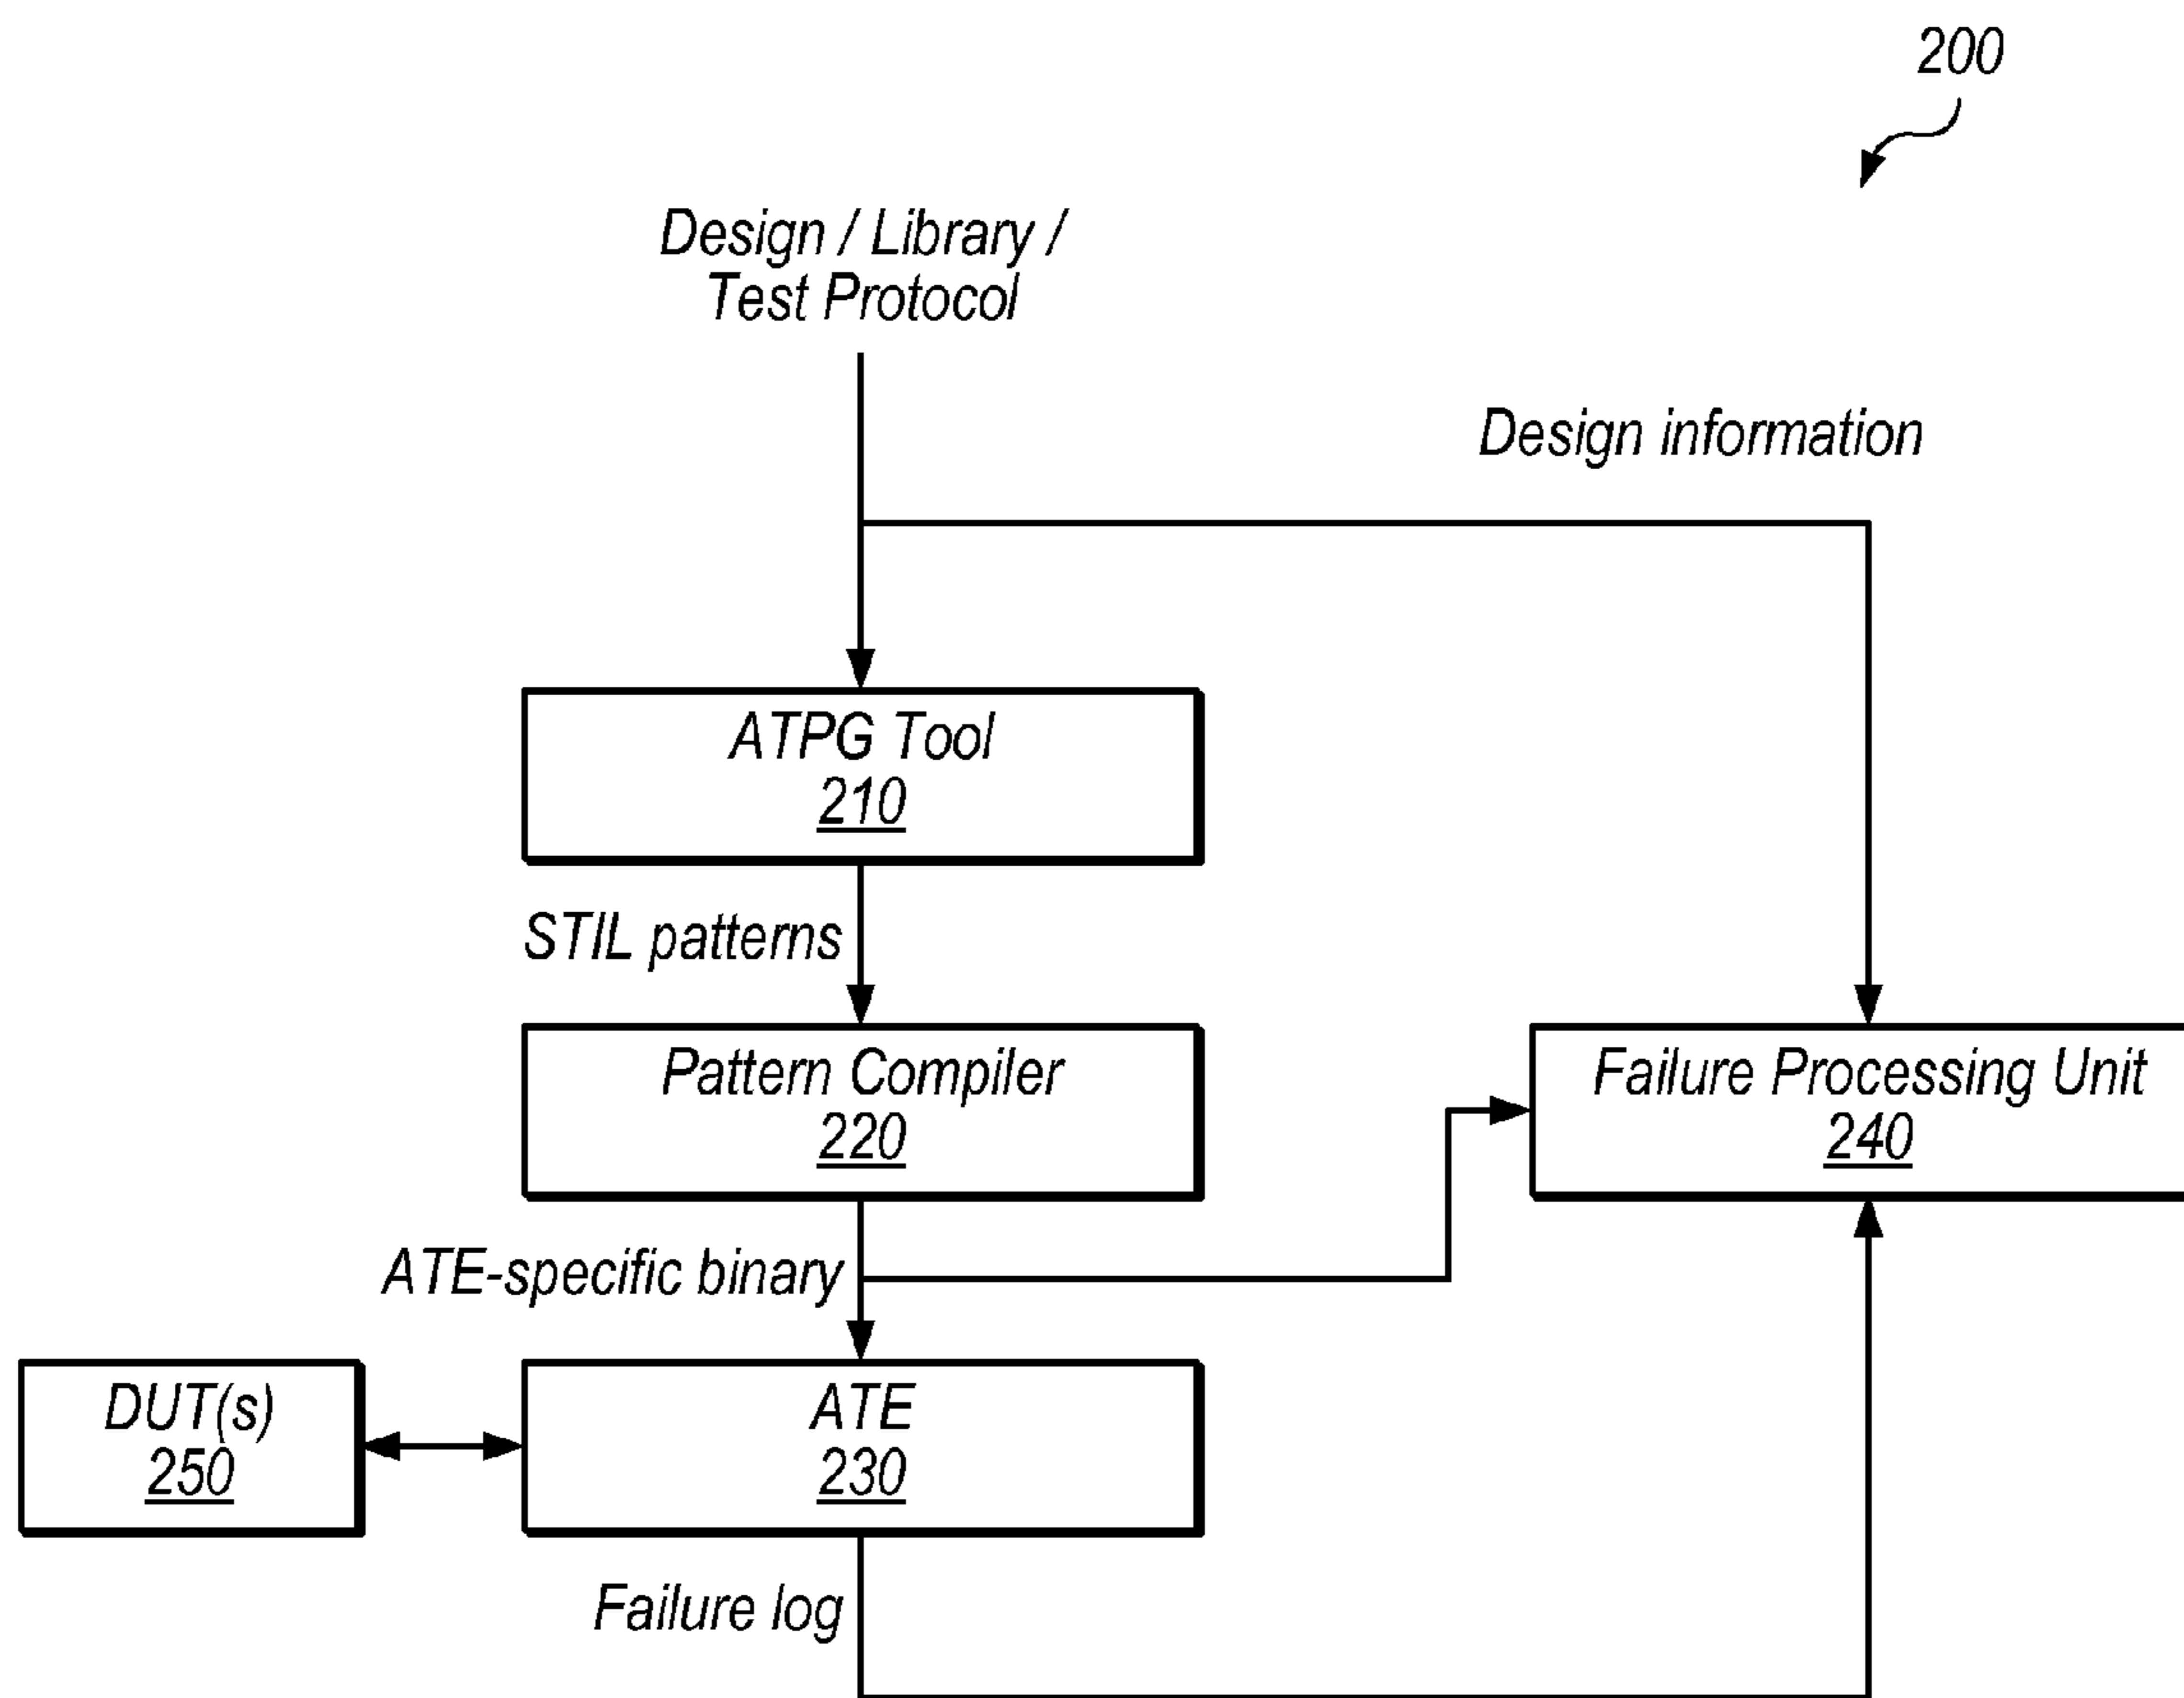 200
Design / Library /
Test Protocol
Design information
ATPG Tool
210
STIL patterns
Pattern Compiler
220
Failure Processing Unit
240
ATE-specific binary
DUT(s)
250
ATE
230
Failure log